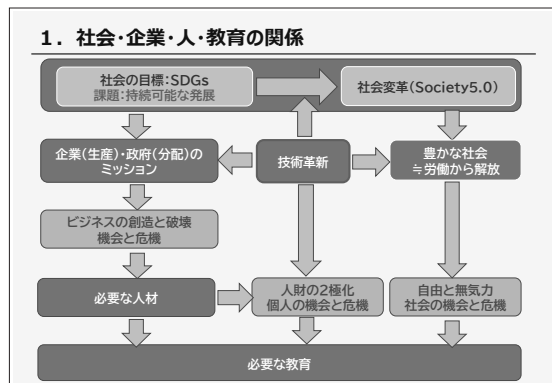 1．社会・企業・人・教育の関係
社会の目標：SDGs
課題：持続可能な発展
社会変革（Society5.0）
企業（生産）・政府（分配）の
ミッション
技術革新
豊かな社会
≒労働から解放
ビジネスの創造と破壊
機会と危機
必要な人材
人財の２極化
個人の機会と危機
自由と無気力
社会の機会と危機
必要な教育